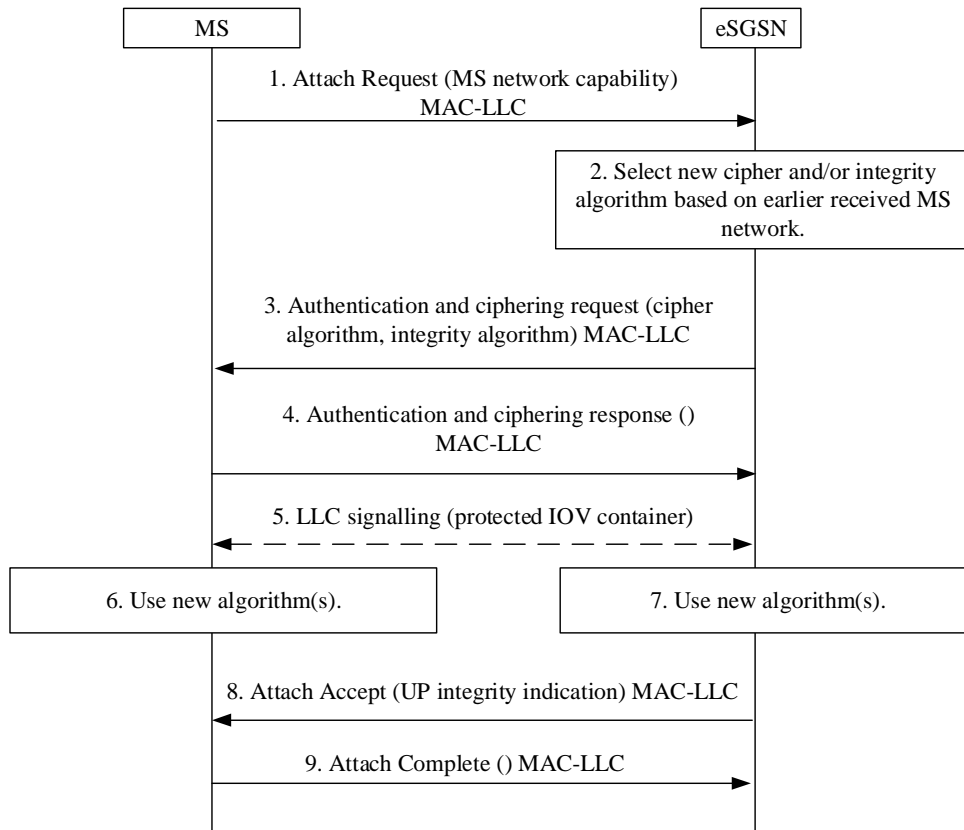 MS
eSGSN
1. Attach Request (MS network capability)
MAC-LLC
2. Select new cipher and/or integrity
algorithm based on earlier received MS
network.
3. Authentication and ciphering request (cipher
algorithm, integrity algorithm) MAC-LLC
4. Authentication and ciphering response ()
MAC-LLC
5. LLC signalling (protected IOV container)
6. Use new algorithm(s).
7. Use new algorithm(s).
8. Attach Accept (UP integrity indication) MAC-LLC
9. Attach Complete () MAC-LLC